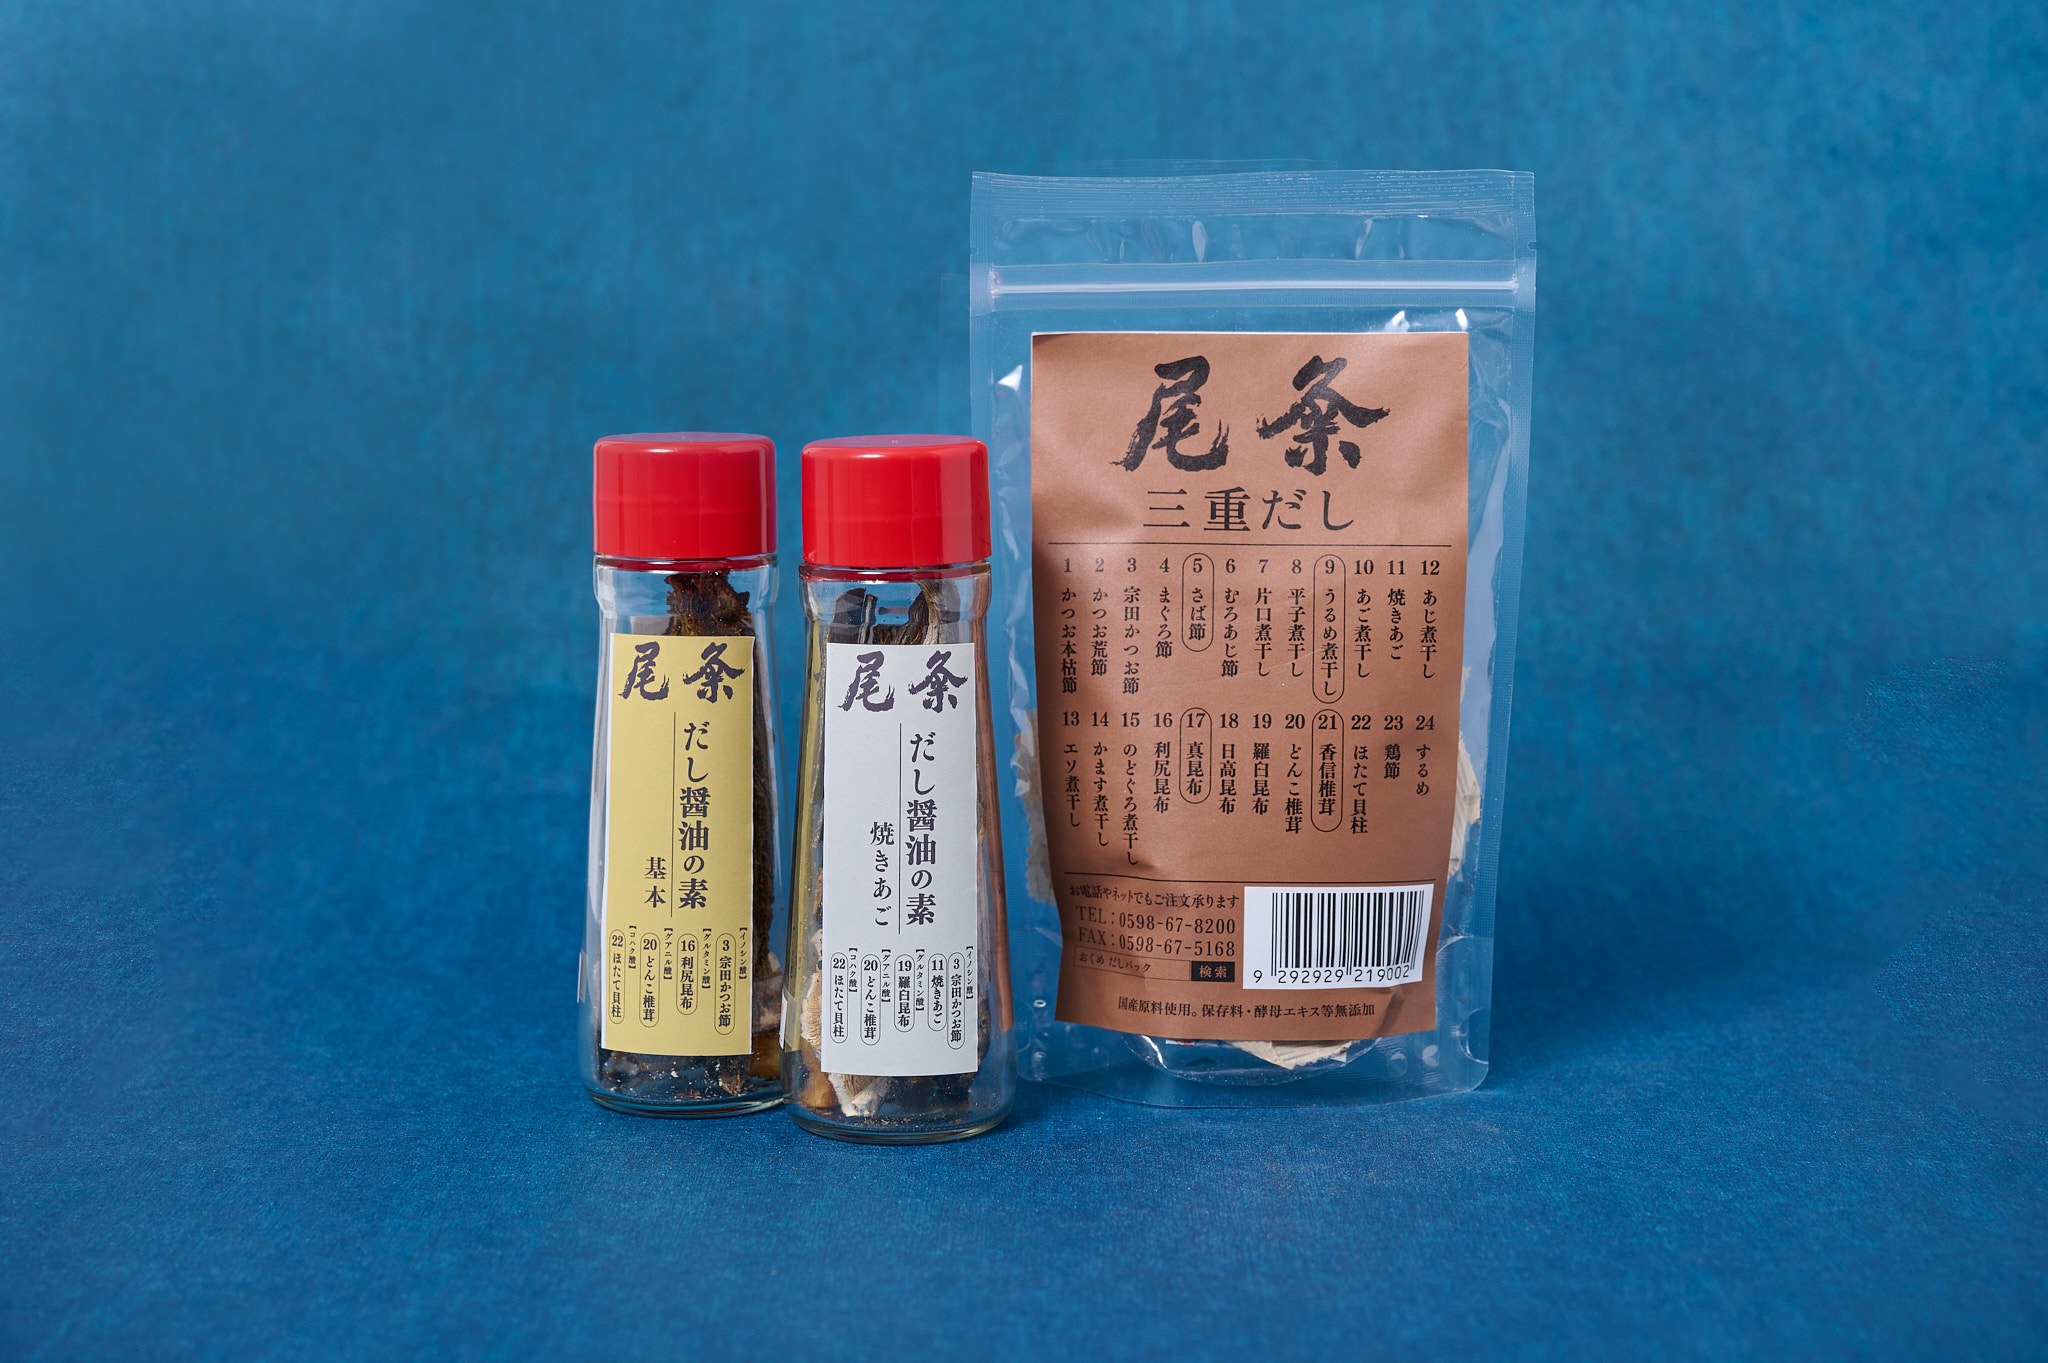 尾粂
だし醤油の素
基本
【イノシン酸】
3 宗田かつお節
【グルタミン酸】
16 利尻昆布
【グアニル酸】
20 どんこ椎茸
【コハク酸】
22 ほたて貝柱
尾粂
だし醤油の素
焼きあご
【イノシン酸】
3 宗田かつお節
11 焼きあご
【グルタミン酸】
19 羅臼昆布
【グアニル酸】
20 どんこ椎茸
【コハク酸】
22 ほたて貝柱
尾粂
三重だし
1 かつお本枯節
2 かつお荒節
3 宗田かつお節
4 まぐろ節
5 さば節
6 むろあじ節
7 片口煮干し
8 平子煮干し
9 うるめ煮干し
10 あご煮干し
11 焼きあご
12 あじ煮干し
13 エソ煮干し
14 かます煮干し
15 のどぐろ煮干し
16 利尻昆布
17 真昆布
18 日高昆布
19 羅臼昆布
20 どんこ椎茸
21 香信椎茸
22 ほたて貝柱
23 鶏節
24 するめ
お電話やネットでもご注文承ります
TEL：0598-67-8200
FAX：0598-67-5168
おくめ だしパック 検索
9 292929 219002
国産原料使用。保存料・酵母エキス等無添加